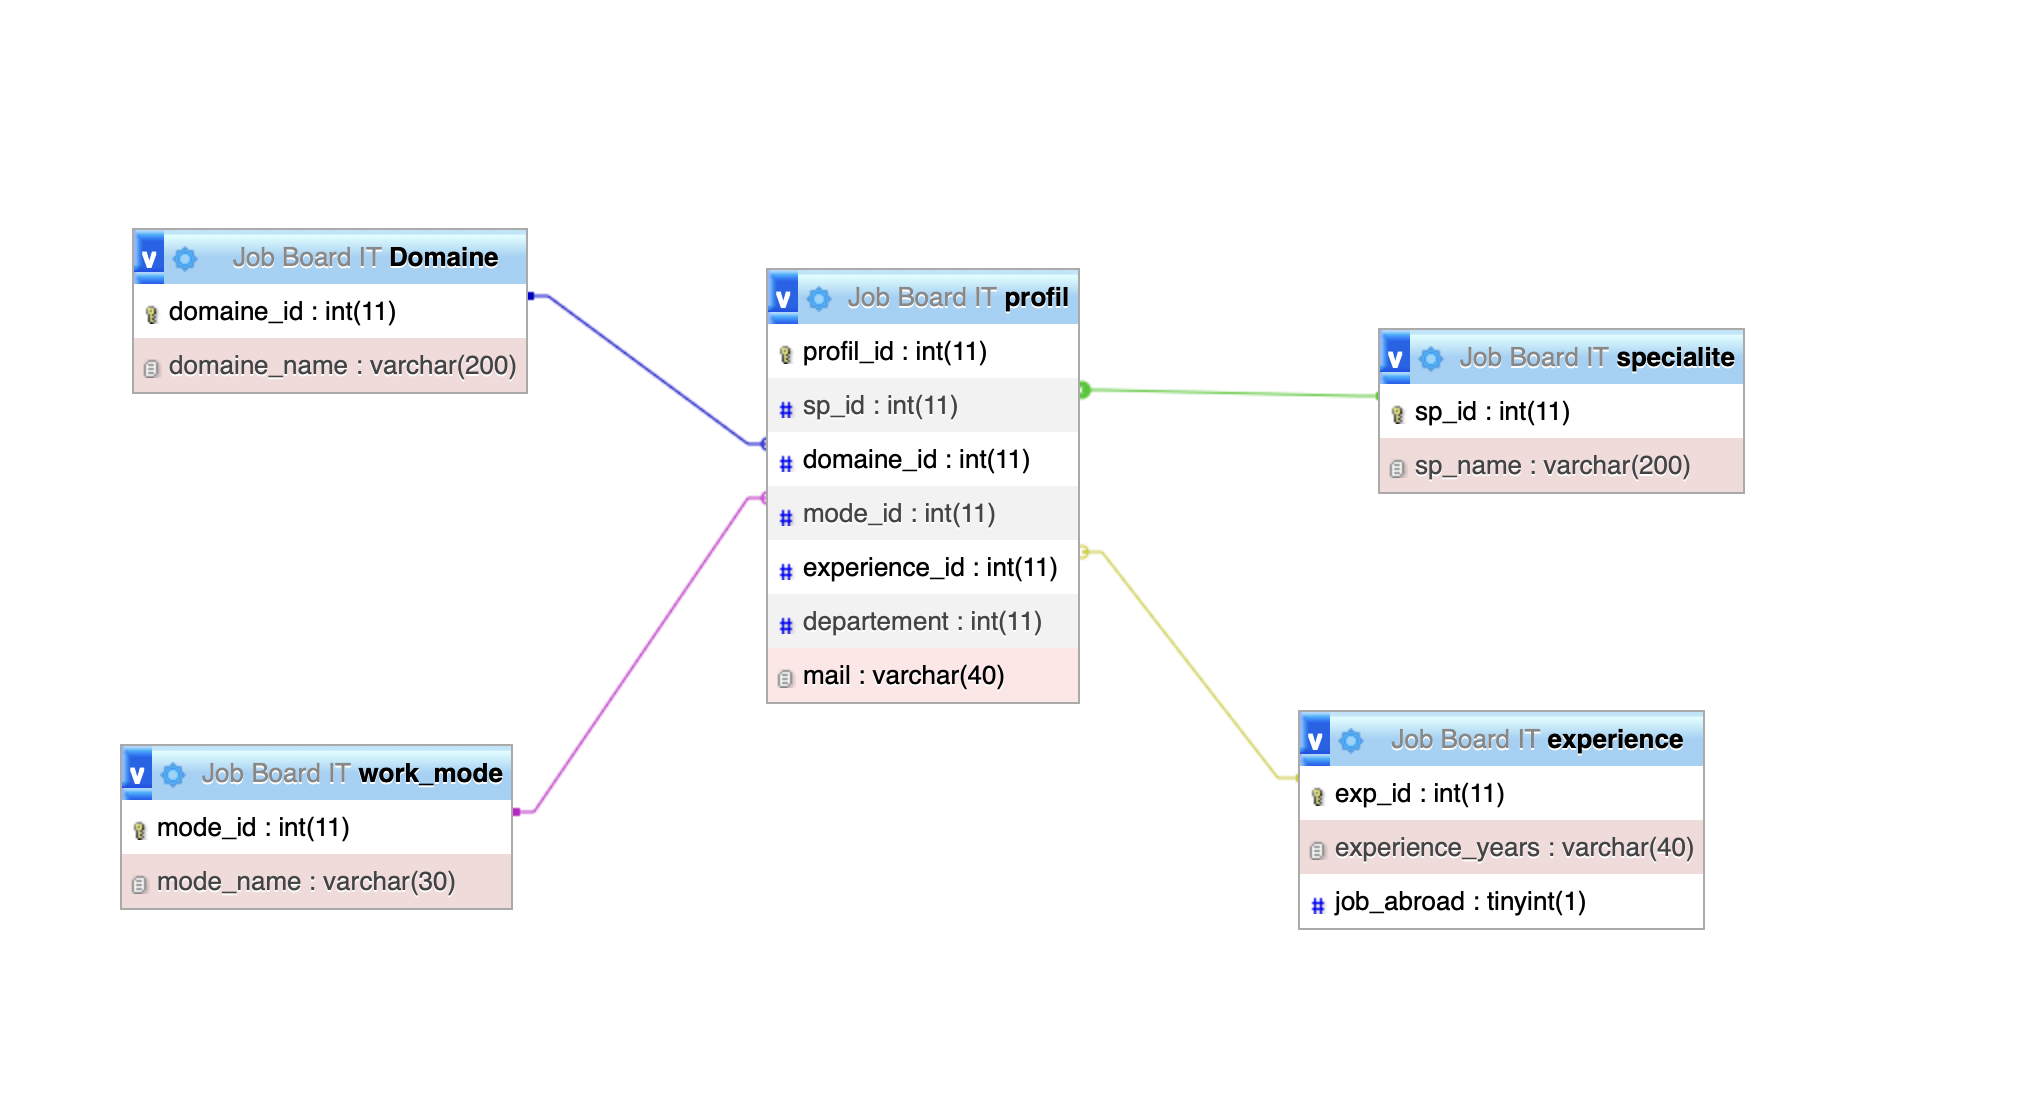 v Job Board IT Domaine
domaine_id : int(11)
domaine_name : varchar(200)
v Job Board IT profil
profil_id : int(11)
# sp_id : int(11)
# domaine_id : int(11)
# mode_id : int(11)
# experience_id : int(11)
# departement : int(11)
mail : varchar(40)
v Job Board IT specialite
sp_id : int(11)
sp_name : varchar(200)
v Job Board IT work_mode
mode_id : int(11)
mode_name : varchar(30)
v Job Board IT experience
exp_id : int(11)
experience_years : varchar(40)
# job_abroad : tinyint(1)